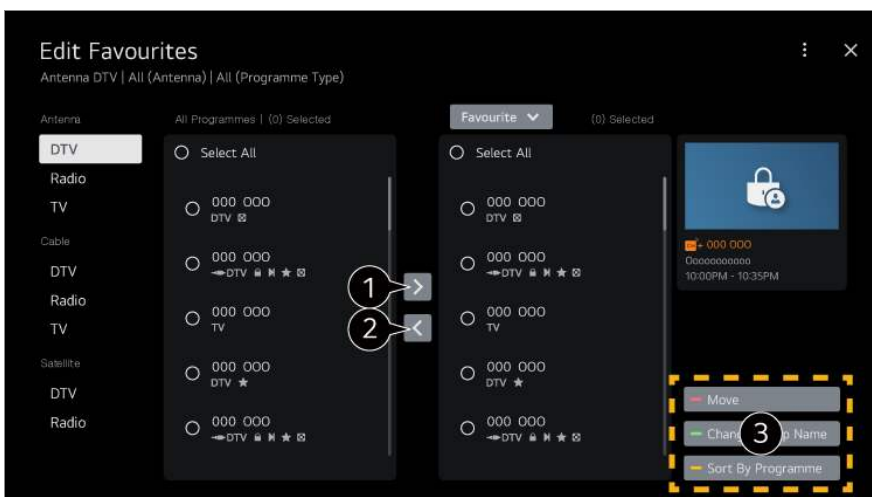 Edit Favourites
Antenna DTV | All (Antenna) | All (Programme Type)
Antenna
DTV
Radio
TV
Cable
DTV
Radio
TV
Satellite
DTV
Radio
All Programmes | (0) Selected
Select All
000 000
DTV
000 000
DTV
000 000
TV
000 000
DTV
000 000
DTV
1
2
Favourite
(0) Selected
Select All
000 000
DTV
000 000
DTV
000 000
TV
000 000
DTV
000 000
DTV
000 000
Ooooooooooo
10:00PM - 10:35PM
Move
3
Name
Sort By Programme